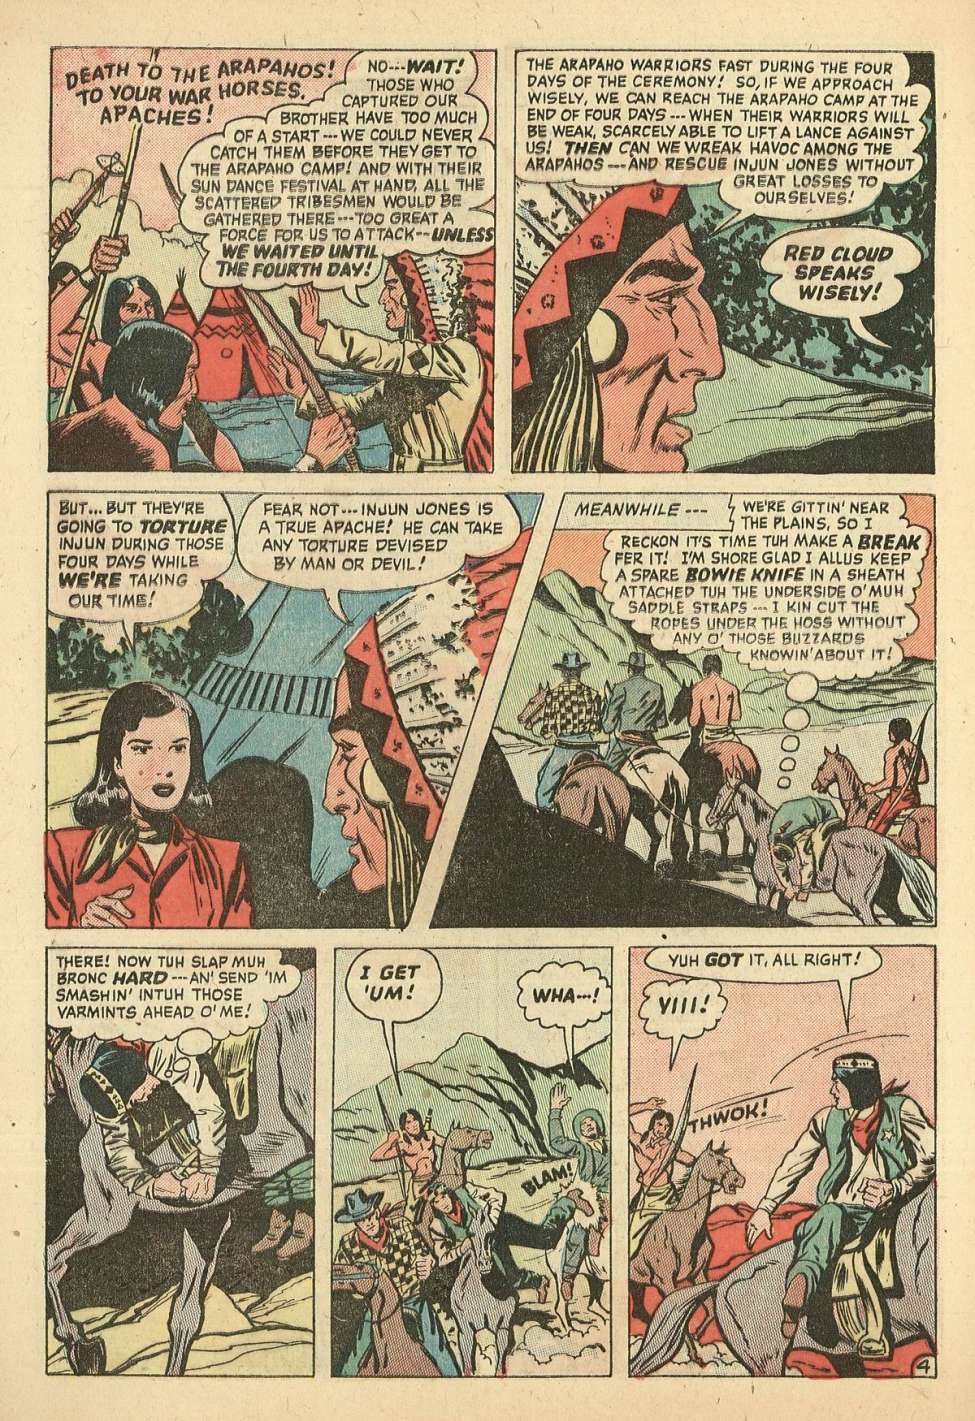 DEATH TO THE ARAPAHOS!
TO YOUR WAR HORSES,
APACHES!
NO---WAIT!
THOSE WHO
CAPTURED OUR
BROTHER HAVE TOO MUCH
OF A START---WE COULD NEVER
CATCH THEM BEFORE THEY GET TO
THE ARAPAHO CAMP! AND WITH THEIR
SUN DANCE FESTIVAL AT HAND, ALL THE
SCATTERED TRIBESMEN WOULD BE
GATHERED THERE---TOO GREAT A
FORCE FOR US TO ATTACK--UNLESS
WE WAITED UNTIL
THE FOURTH DAY!
THE ARAPAHO WARRIORS FAST DURING THE FOUR
DAYS OF THE CEREMONY! SO, IF WE APPROACH
WISELY, WE CAN REACH THE ARAPAHO CAMP AT THE
END OF FOUR DAYS---WHEN THEIR WARRIORS WILL
BE WEAK, SCARCELY ABLE TO LIFT A LANCE AGAINST
US! THEN CAN WE WREAK HAVOC AMONG THE
ARAPAHOS---AND RESCUE INJUN JONES WITHOUT
GREAT LOSSES TO
OURSELVES!
RED CLOUD
SPEAKS
WISELY!
BUT... BUT THEY'RE
GOING TO TORTURE
INJUN DURING THOSE
FOUR DAYS WHILE
WE'RE TAKING
OUR TIME!
FEAR NOT---INJUN JONES IS
A TRUE APACHE! HE CAN TAKE
ANY TORTURE DEVISED
BY MAN OR DEVIL!
MEANWHILE ---
WE'RE GITTIN' NEAR
THE PLAINS, SO I
RECKON IT'S TIME TUH MAKE A BREAK
FER IT! I'M SHORE GLAD I ALLUS KEEP
A SPARE BOWIE KNIFE IN A SHEATH
ATTACHED TUH THE UNDERSIDE O' MUH
SADDLE STRAPS---I KIN CUT THE
ROPES UNDER THE HOSS WITHOUT
ANY O' THOSE BUZZARDS
KNOWIN' ABOUT IT!
THERE! NOW TUH SLAP MUH
BRONC HARD---AN' SEND 'IM
SMASHIN' INTUH THOSE
VARMINTS AHEAD O' ME!
I GET
'UM!
WHA---!
BLAM!
YUH GOT IT, ALL RIGHT!
YIII!
THWOK!
4